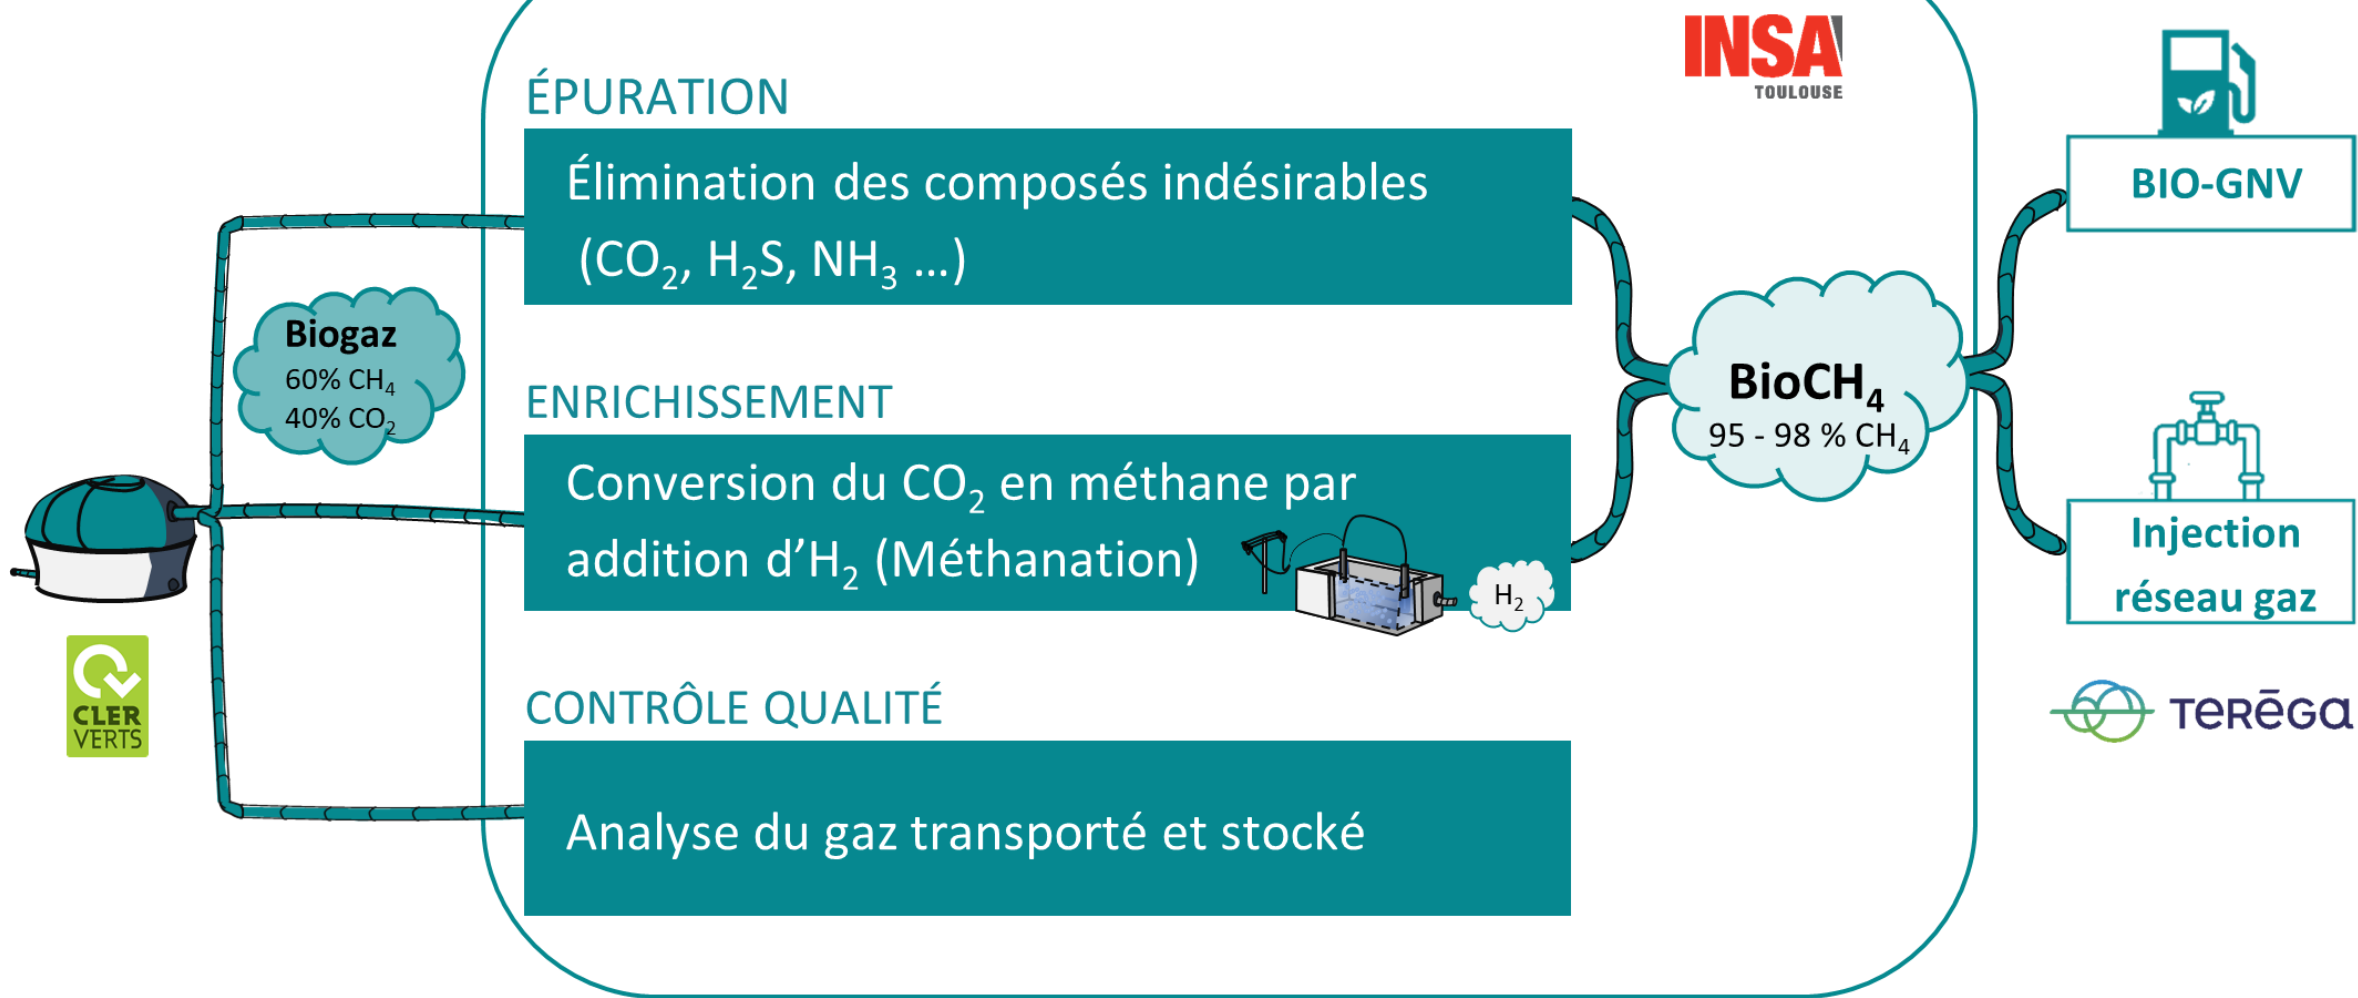 INSA
TOULOUSE
ÉPURATION
Élimination des composés indésirables
(CO₂, H₂S, NH₃ ...)
Biogaz
60% CH₄
40% CO₂
ENRICHISSEMENT
Conversion du CO₂ en méthane par
addition d’H₂ (Méthanation)
H₂
CONTRÔLE QUALITÉ
Analyse du gaz transporté et stocké
CLER
VERTS
BioCH₄
95 - 98 % CH₄
BIO-GNV
Injection
réseau gaz
TERĒGA